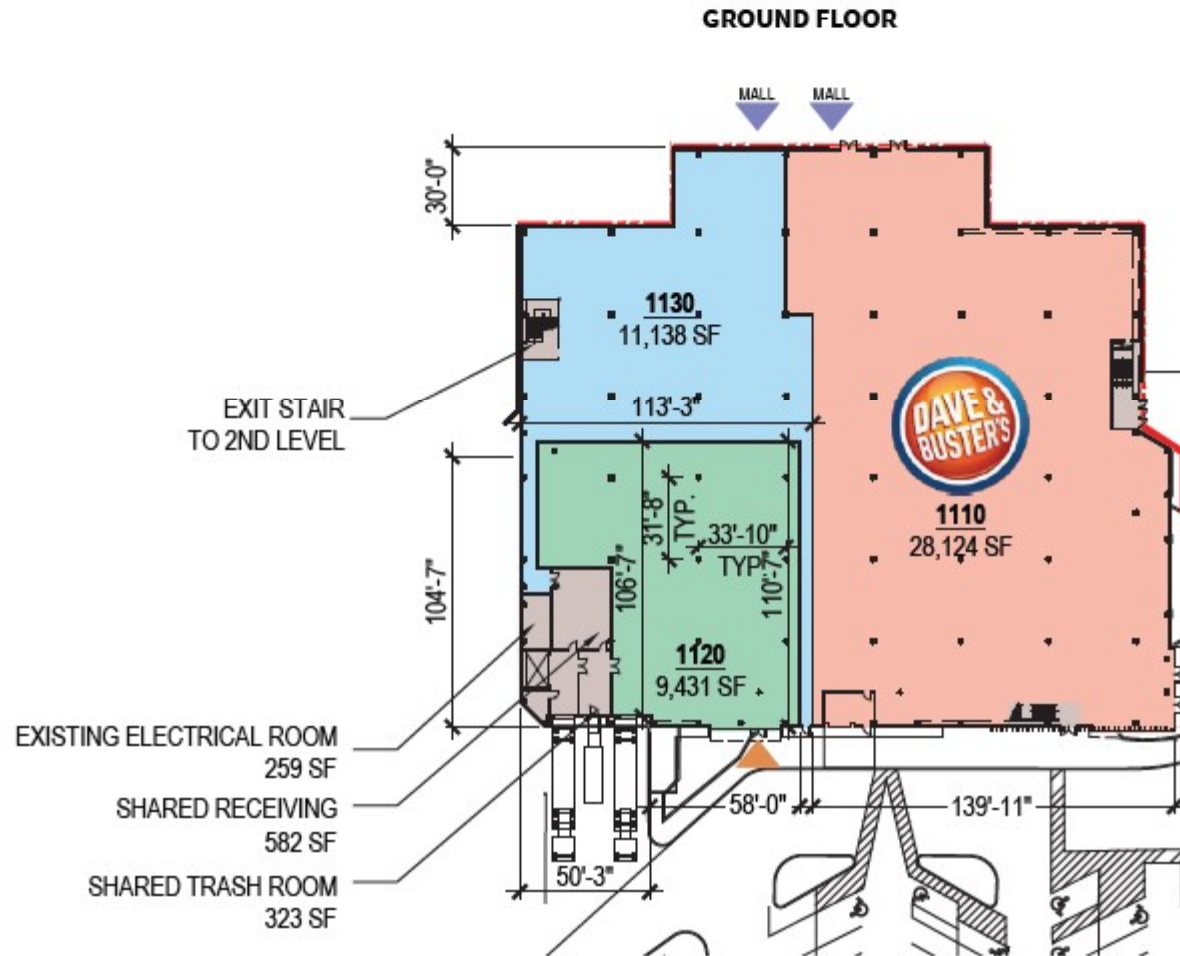 GROUND FLOOR
MALL
MALL
30'-0"
1130
11,138 SF
EXIT STAIR
TO 2ND LEVEL
113'-3"
DAVE &
BUSTER'S
1110
28,124 SF
31'-8"
TYP.
33'-10"
TYP.
104'-7"
106'-7"
110'-7"
1120
9,431 SF
EXISTING ELECTRICAL ROOM
259 SF
SHARED RECEIVING
582 SF
SHARED TRASH ROOM
323 SF
58'-0"
139'-11"
50'-3"